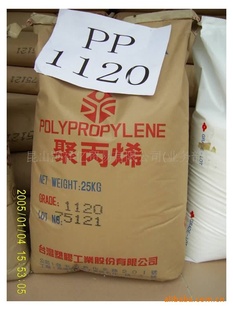 PP
1120
POLYPROPYLENE
聚丙烯
NET WEIGHT:25KG
GRADE: 1120
LOT NO. 75121
台灣塑膠工業股份有限公司
2005/01/04 15:53:05